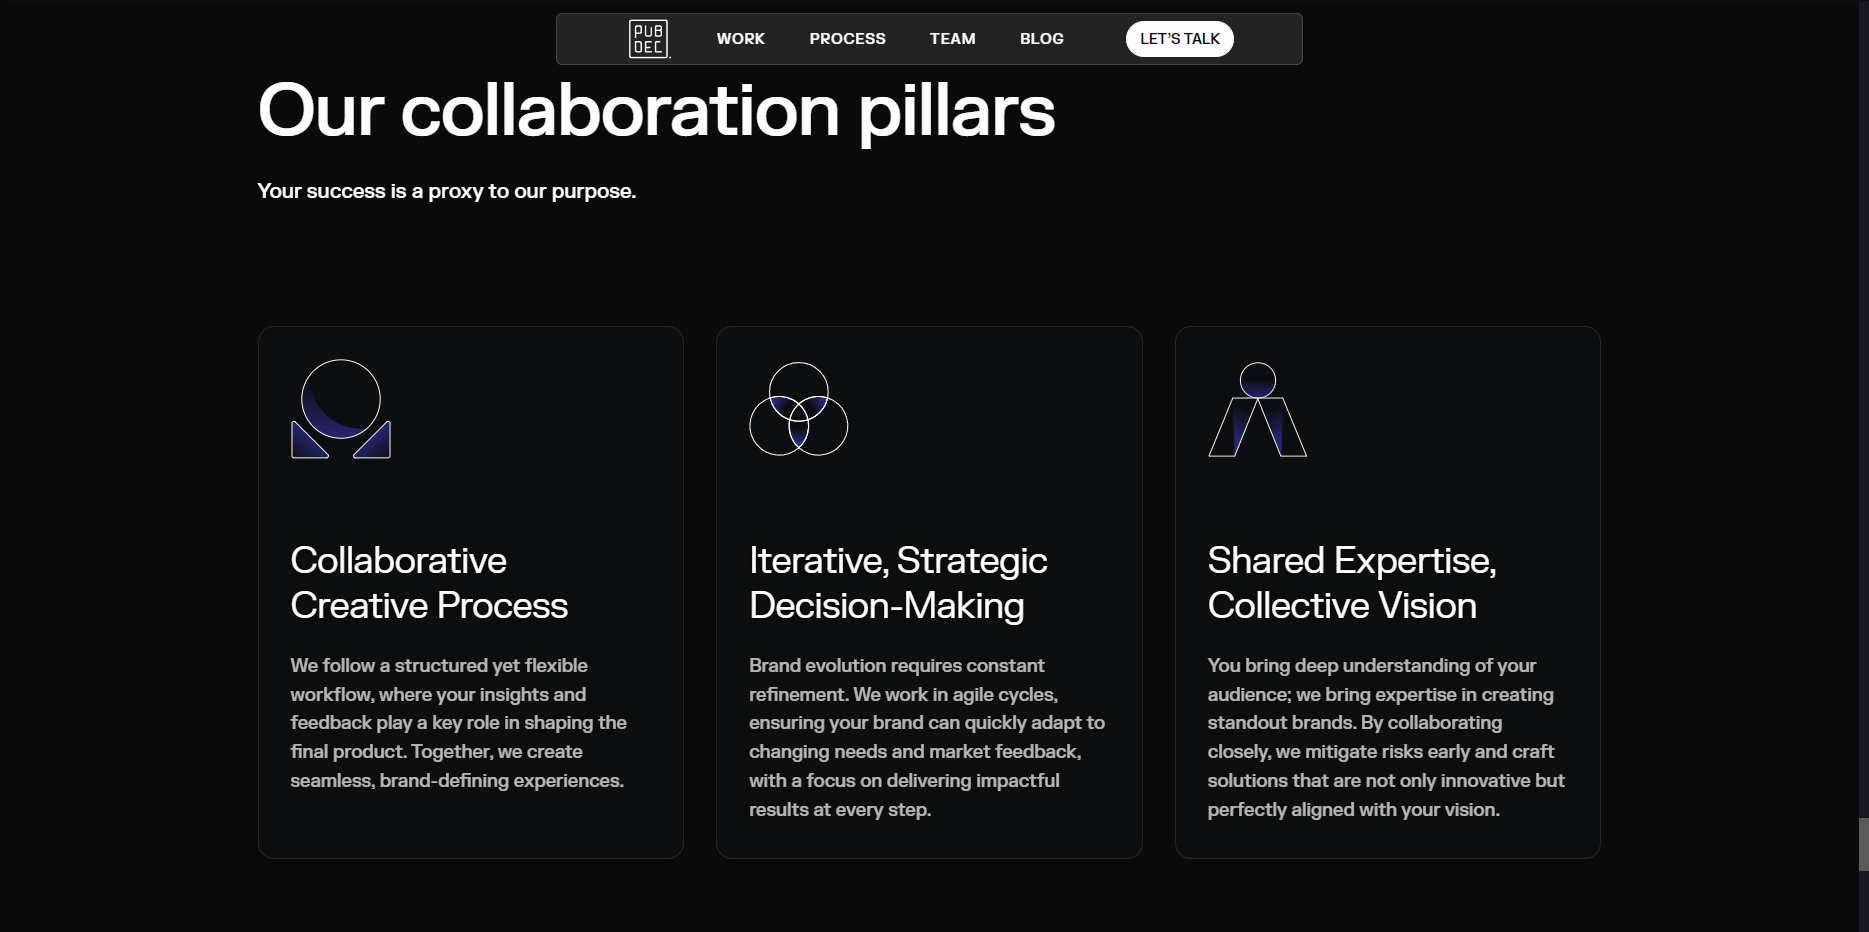 PUB
DEC.
WORK PROCESS TEAM BLOG LET'S TALK
Our collaboration pillars
Your success is a proxy to our purpose.
Collaborative
Creative Process
We follow a structured yet flexible
workflow, where your insights and
feedback play a key role in shaping the
final product. Together, we create
seamless, brand-defining experiences.
Iterative, Strategic
Decision-Making
Brand evolution requires constant
refinement. We work in agile cycles,
ensuring your brand can quickly adapt to
changing needs and market feedback,
with a focus on delivering impactful
results at every step.
Shared Expertise,
Collective Vision
You bring deep understanding of your
audience; we bring expertise in creating
standout brands. By collaborating
closely, we mitigate risks early and craft
solutions that are not only innovative but
perfectly aligned with your vision.